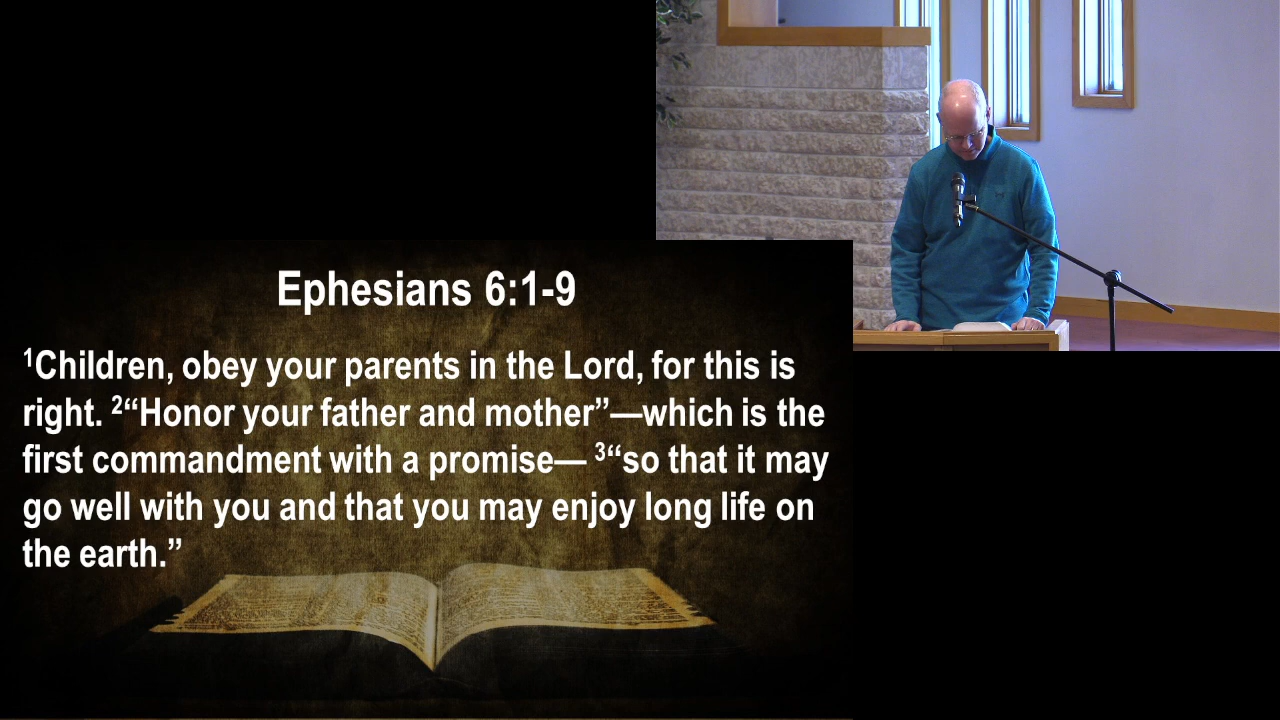 Ephesians 6:1-9
¹Children, obey your parents in the Lord, for this is
right. ²“Honor your father and mother”—which is the
first commandment with a promise— ³“so that it may
go well with you and that you may enjoy long life on
the earth.”